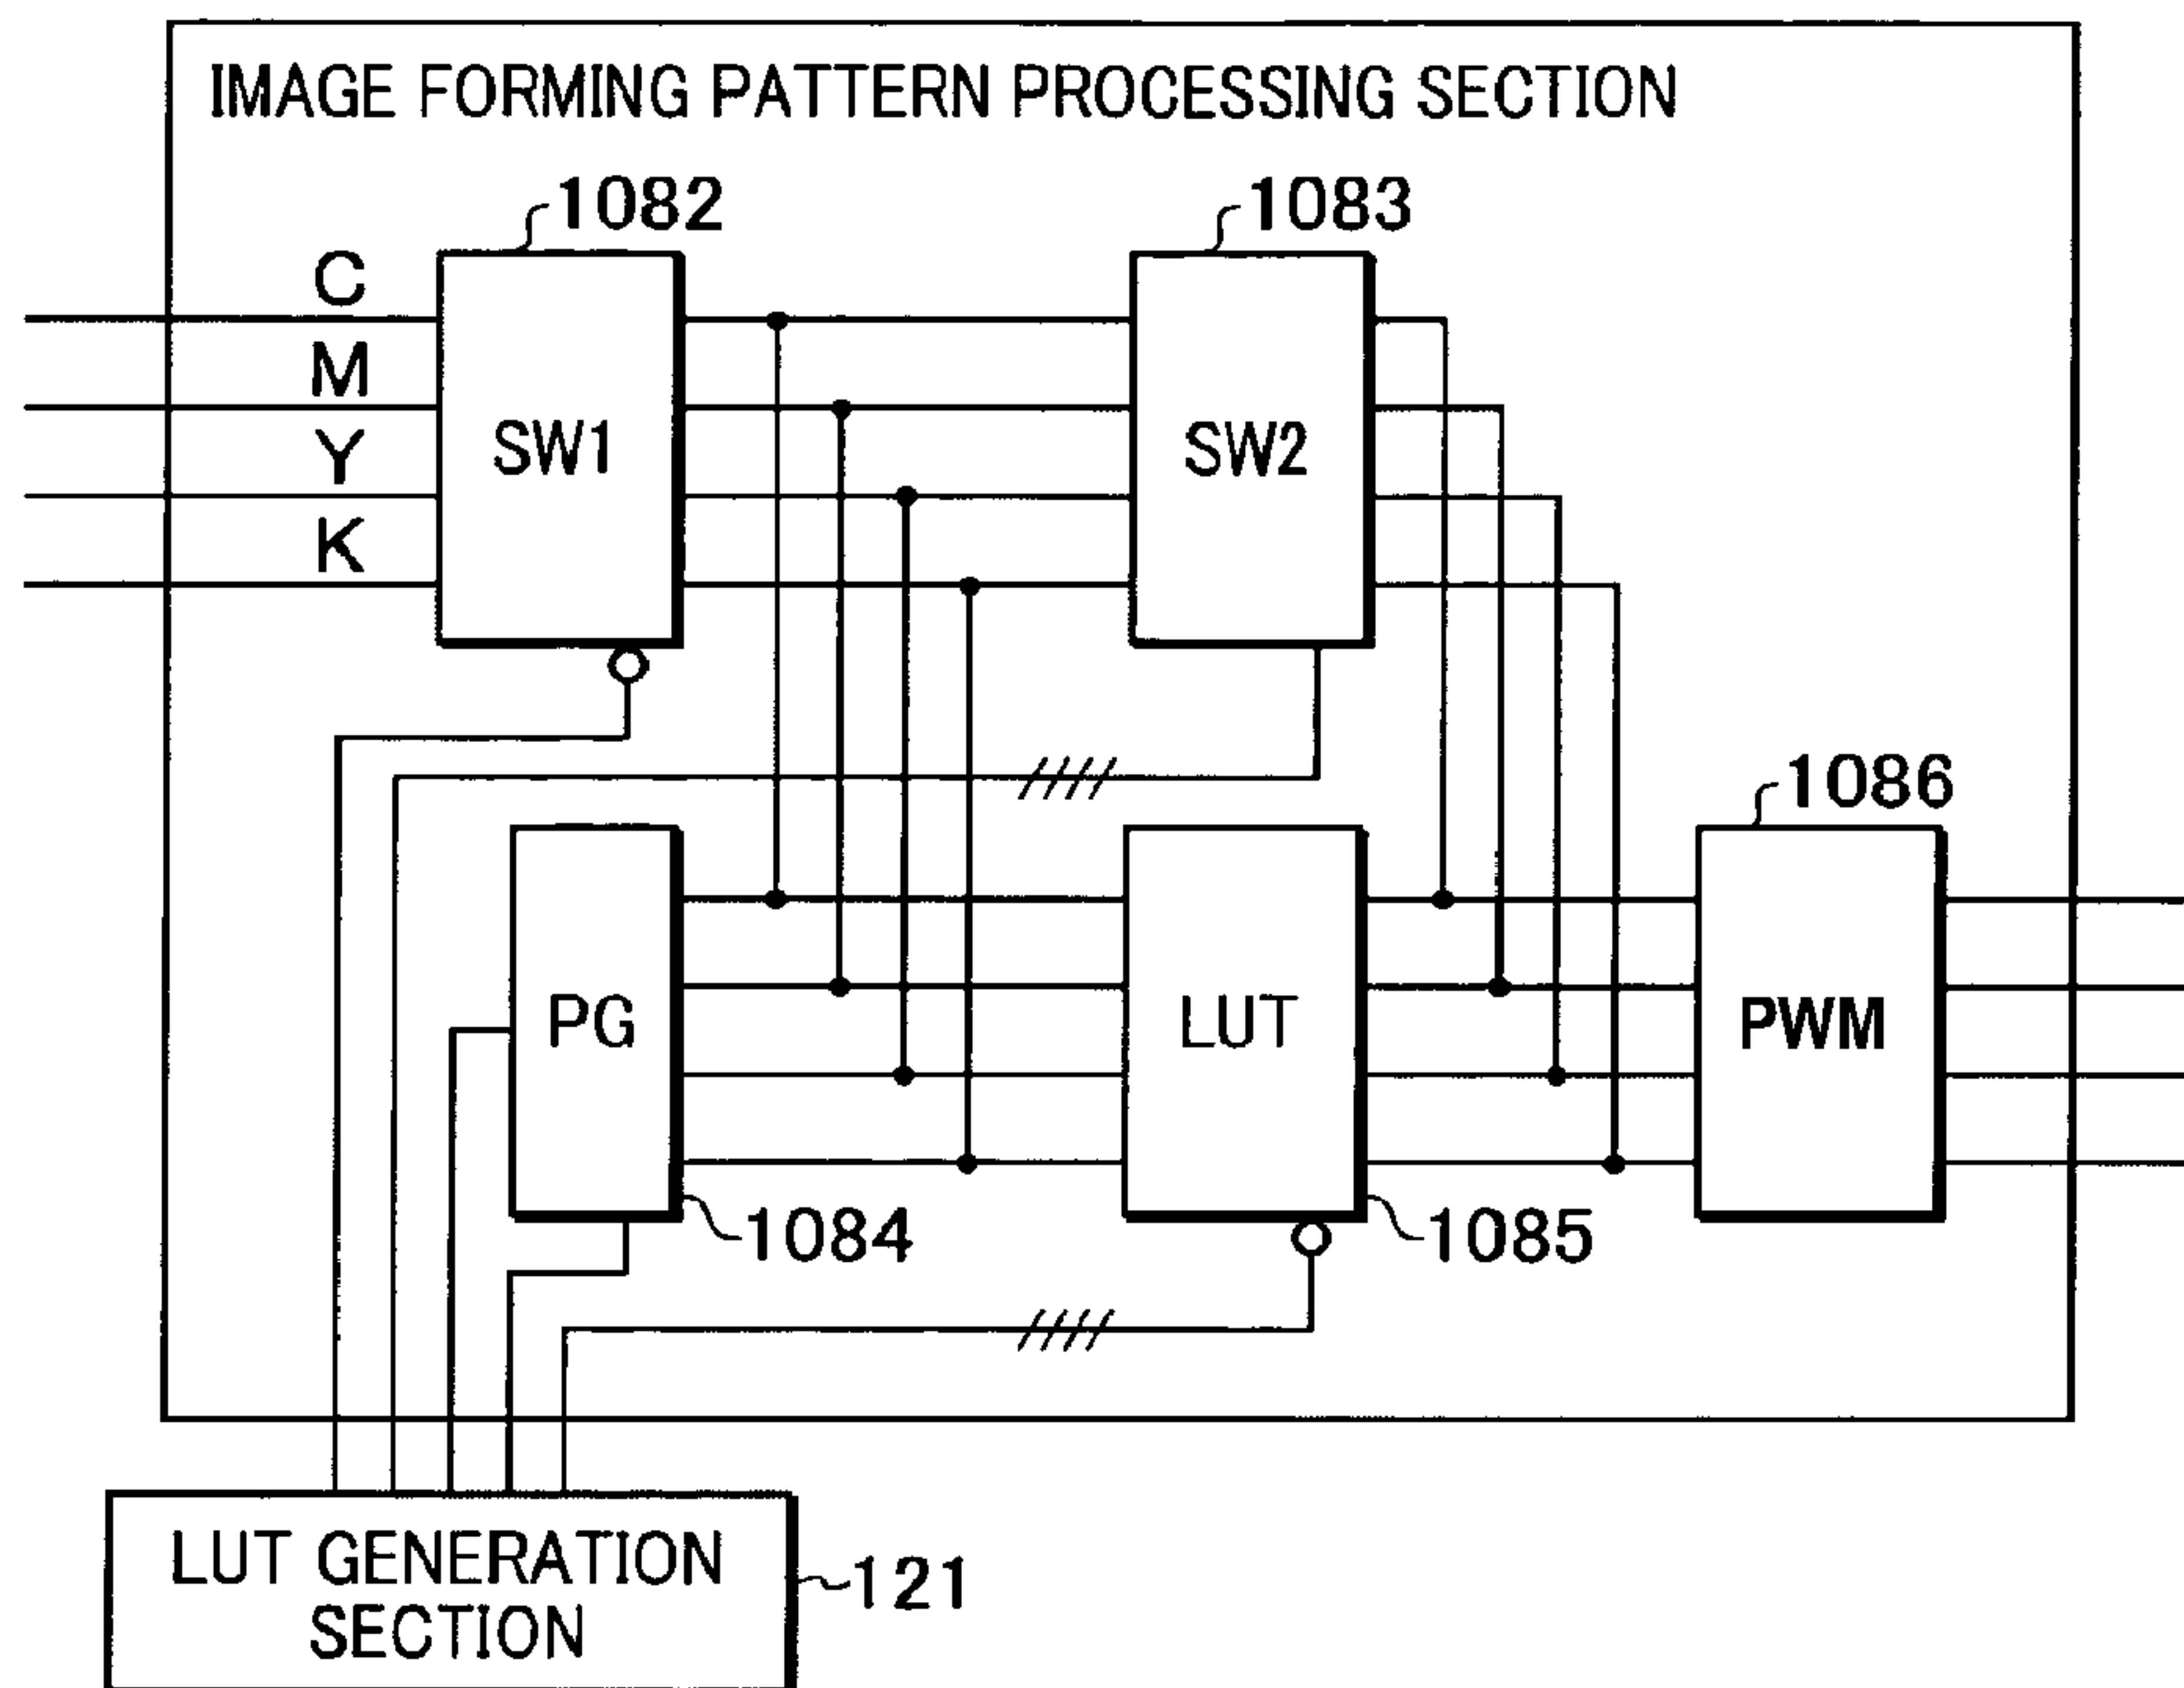 IMAGE FORMING PATTERN PROCESSING SECTION
1082
1083
C
M
Y
K
SW1
SW2
1086
PG
LUT
PWM
1084
1085
LUT GENERATION
SECTION
121